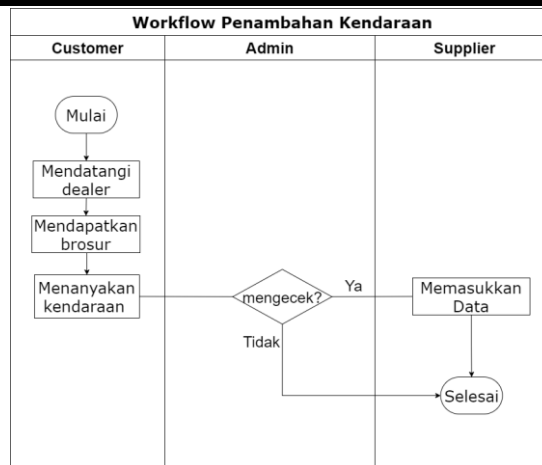 Workflow Penambahan Kendaraan
Customer
Admin
Supplier
Mulai
Mendatangi
dealer
Mendapatkan
brosur
Menanyakan
kendaraan
mengecek?
Ya
Memasukkan
Data
Tidak
Selesai